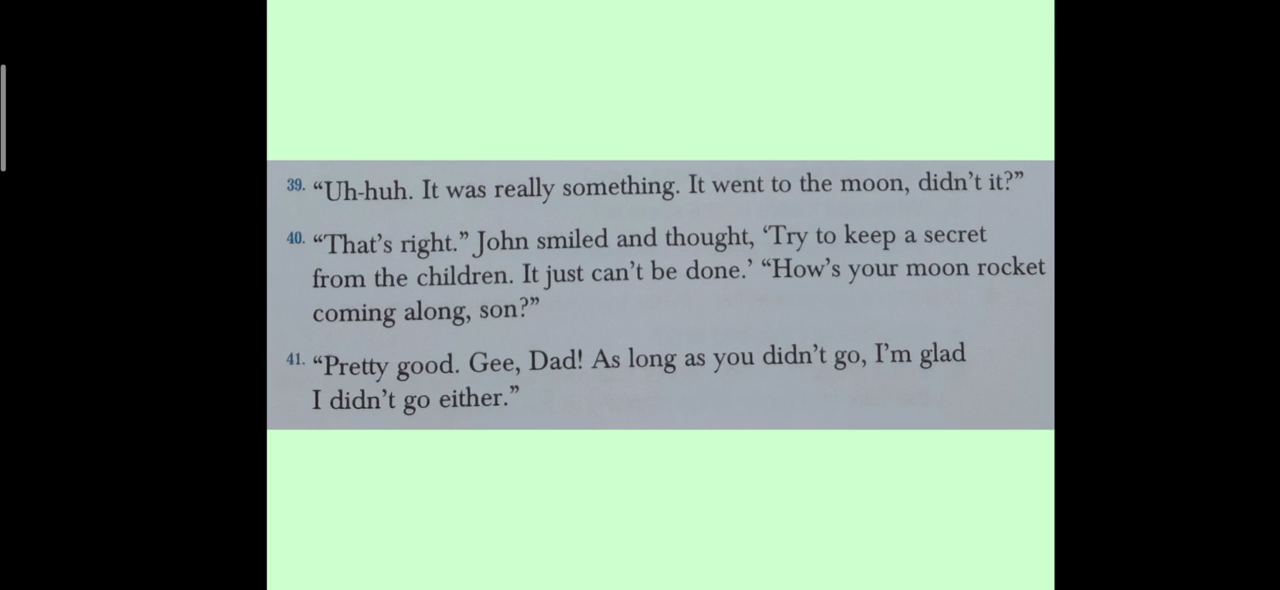 39. “Uh-huh. It was really something. It went to the moon, didn’t it?”
40. “That’s right.” John smiled and thought, ‘Try to keep a secret
from the children. It just can’t be done.’ “How’s your moon rocket
coming along, son?”
41. “Pretty good. Gee, Dad! As long as you didn’t go, I’m glad
I didn’t go either.”